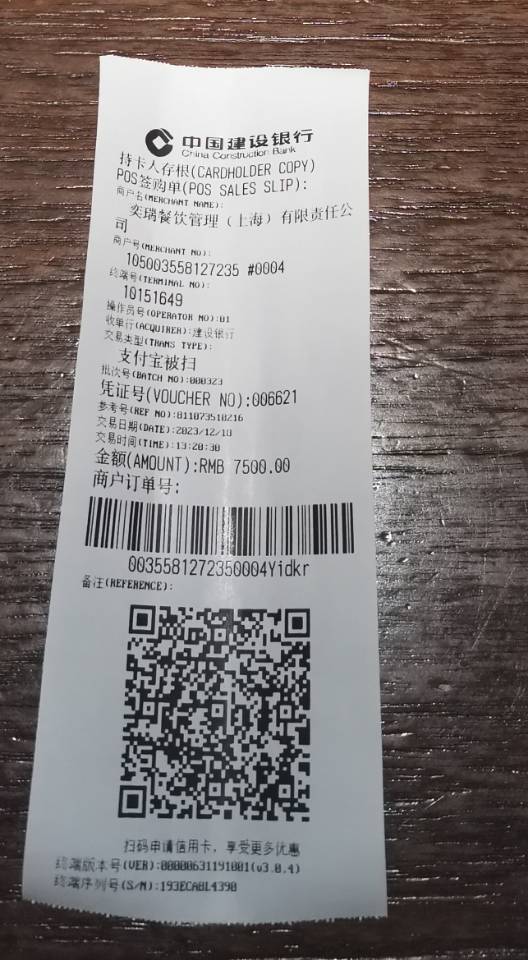 中国建设银行
China Construction Bank
持卡人存根(CARDHOLDER COPY)
POS签购单(POS SALES SLIP):
商户名(MERCHANT NAME):
奕瑞餐饮管理（上海）有限责任公
司
商户号(MERCHANT NO):
105003558127235 #0004
终端号(TERMINAL NO):
10151649
操作员号(OPERATOR NO):01
收单行(ACQUIRER):建设银行
交易类型(TRANS TYPE):
支付宝被扫
批次号(BATCH NO):000323
凭证号(VOUCHER NO):006621
参考号(REF NO):011073510216
交易日期(DATE):2023/12/18
交易时间(TIME):13:20:30
金额(AMOUNT):RMB 7500.00
商户订单号:
0035581272350004Yidkr
备注(REFERENCE):
扫码申请信用卡，享受更多优惠
终端版本号(VER):00000631191001(v3.0.4)
终端序列号(S/N):193ECABL4390